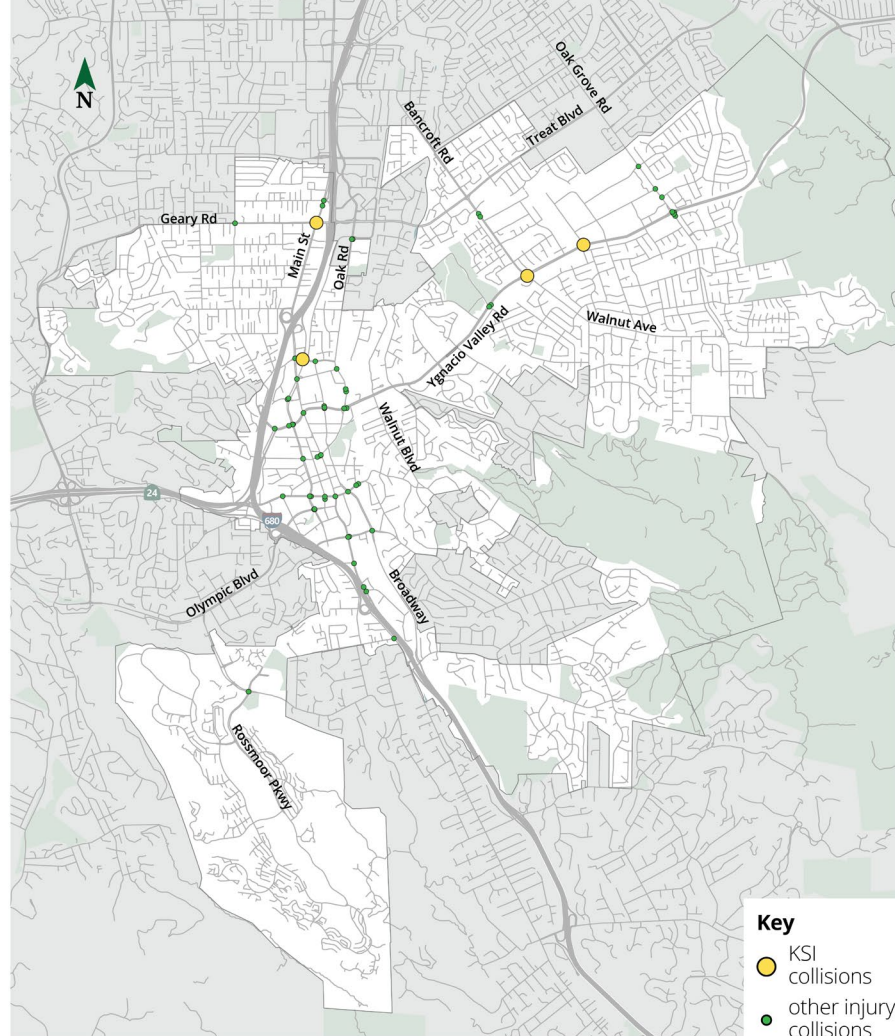 Oak Grove Rd
Bancroft Rd
Treat Blvd
N
Geary Rd
Main St
Oak Rd
Walnut Ave
Ygnacio Valley Rd
Walnut Blvd
24
680
Olympic Blvd
Broadway
Rossmoor Pkwy
Key
KSI
collisions
other injury
collisions